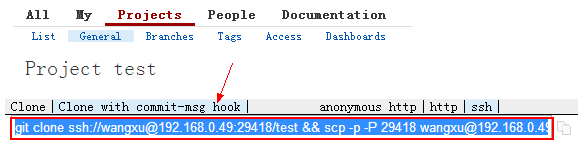 All My Projects People Documentation
List General Branches Tags Access Dashboards
Project test
Clone Clone with commit-msg hook anonymous http http ssh
git clone ssh://wangxu@192.168.0.49:29418/test && scp -p -P 29418 wangxu@192.168.0.49